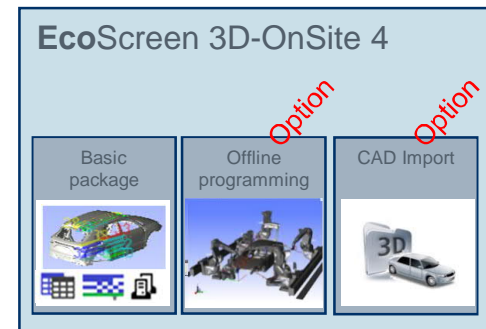 EcoScreen 3D-OnSite 4
Option
Option
Basic
package
Offline
programming
CAD Import
3D